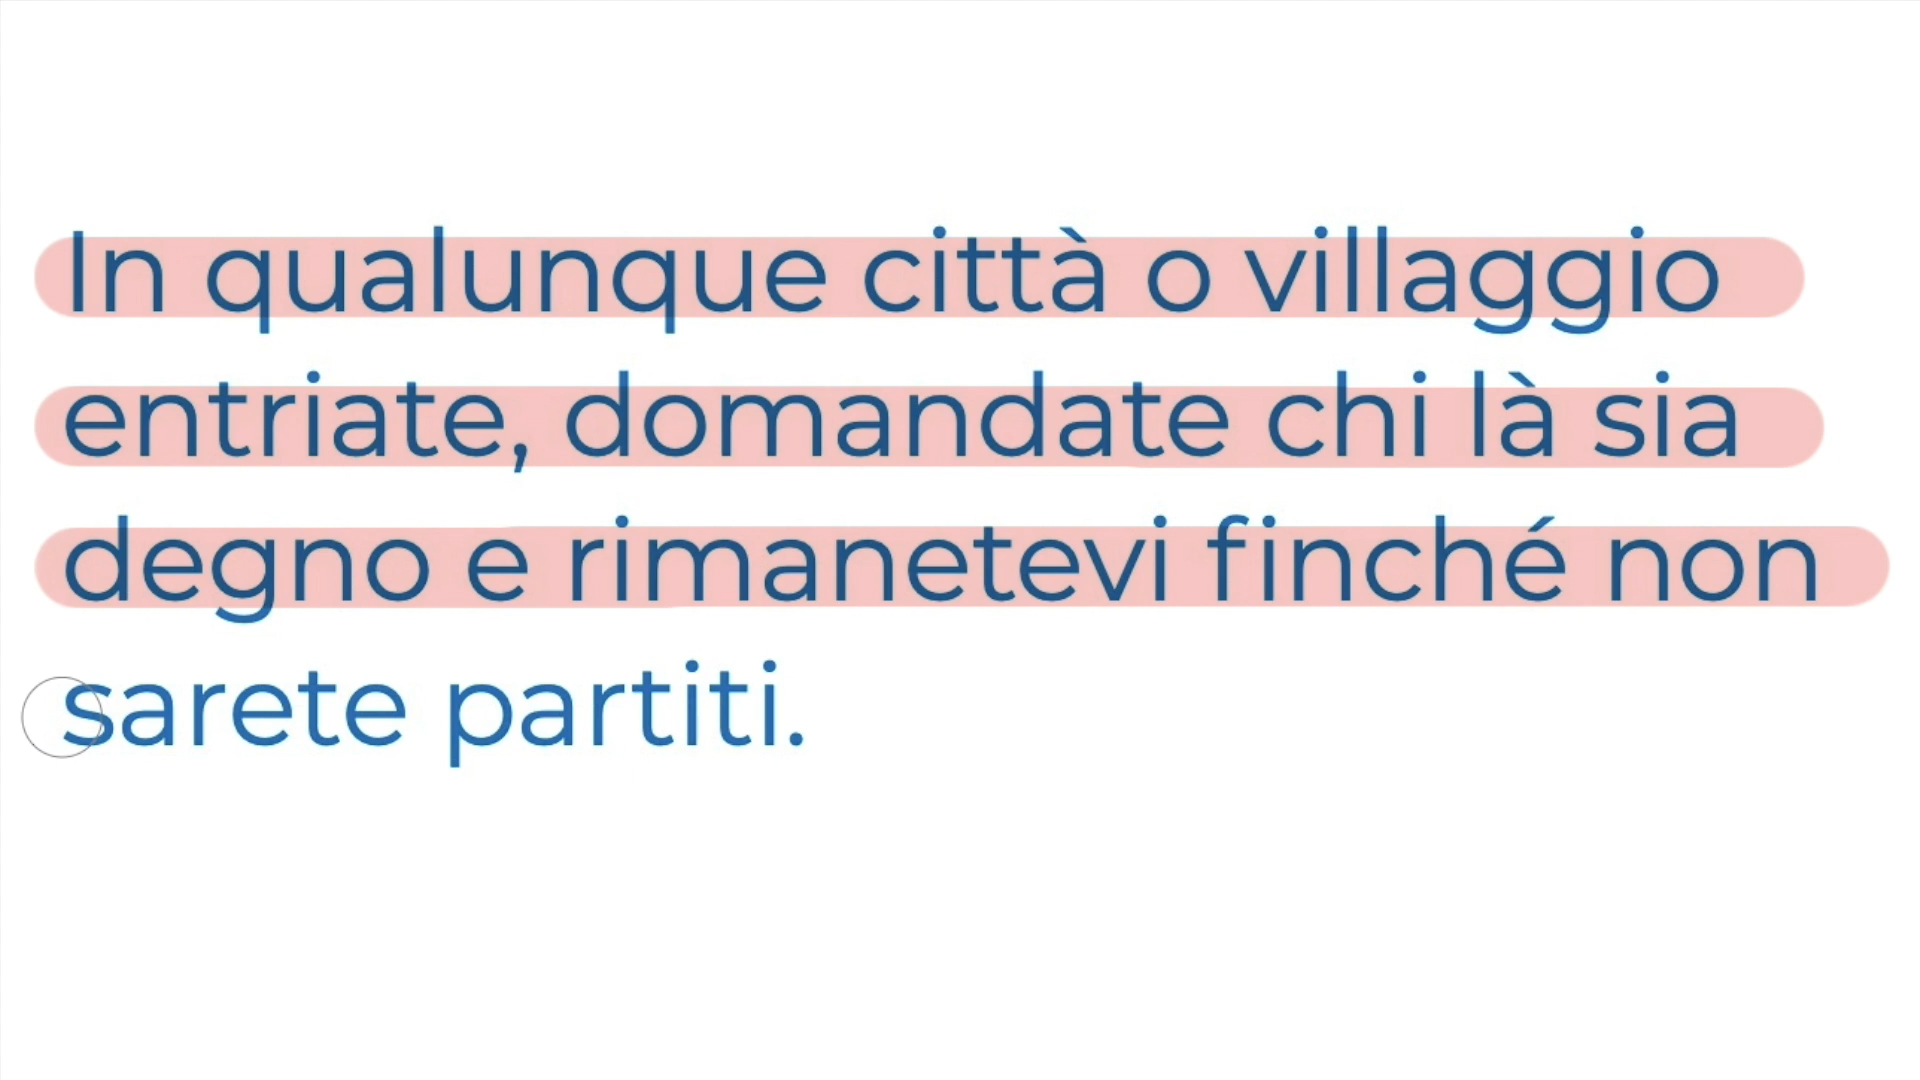 In qualunque città o villaggio
entriate, domandate chi là sia
degno e rimanetevi finché non
sarete partiti.